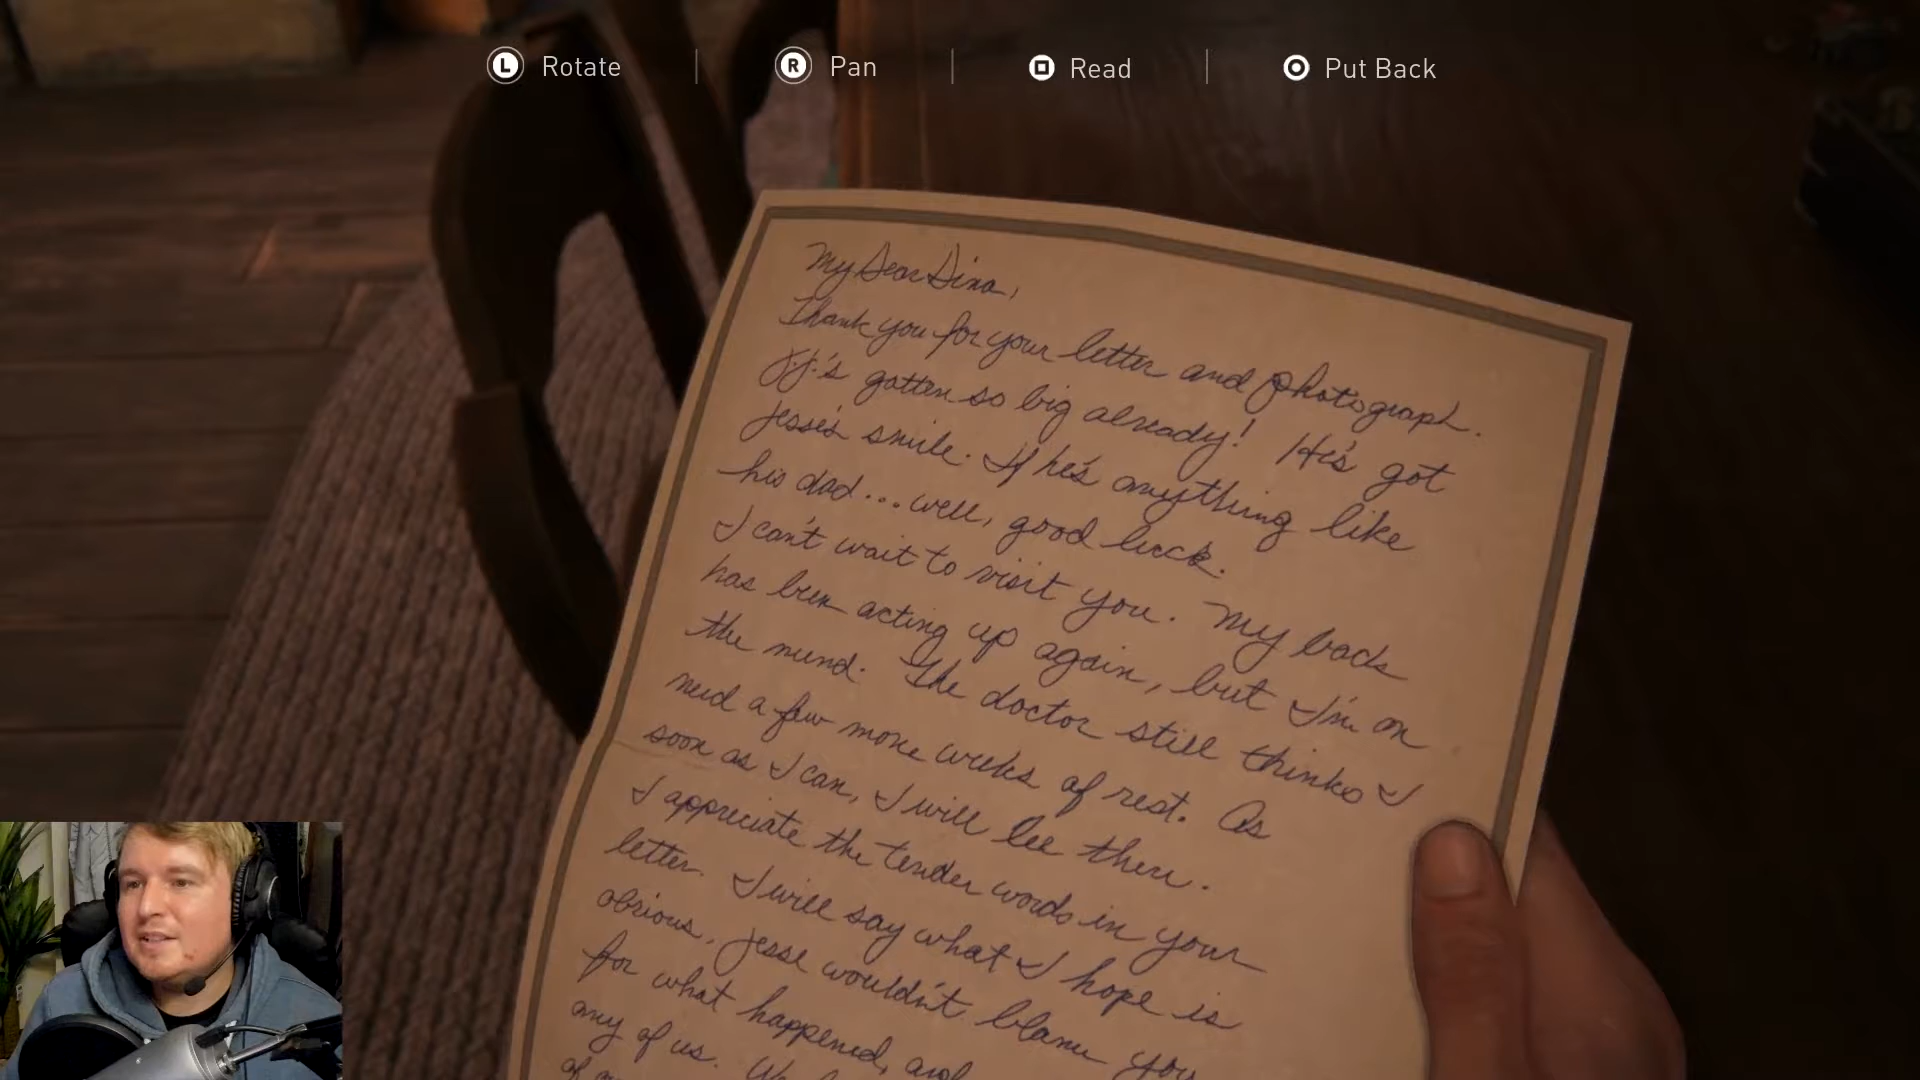 L Rotate R Pan Read Put Back
My Dear Dina,
Thank you for your letter and photograph.
JJ's gotten so big already! He's got
Jesse's smile. If he's anything like
his dad...well, good luck.
I can't wait to visit you. My back
has been acting up again, but I'm on
the mend. The doctor still thinks I
need a few more weeks of rest. As
soon as I can, I will be there.
I appreciate the tender words in your
letter. I will say what I hope is
obvious, Jesse wouldn't blame you
for what happened, and
any of us. We
of